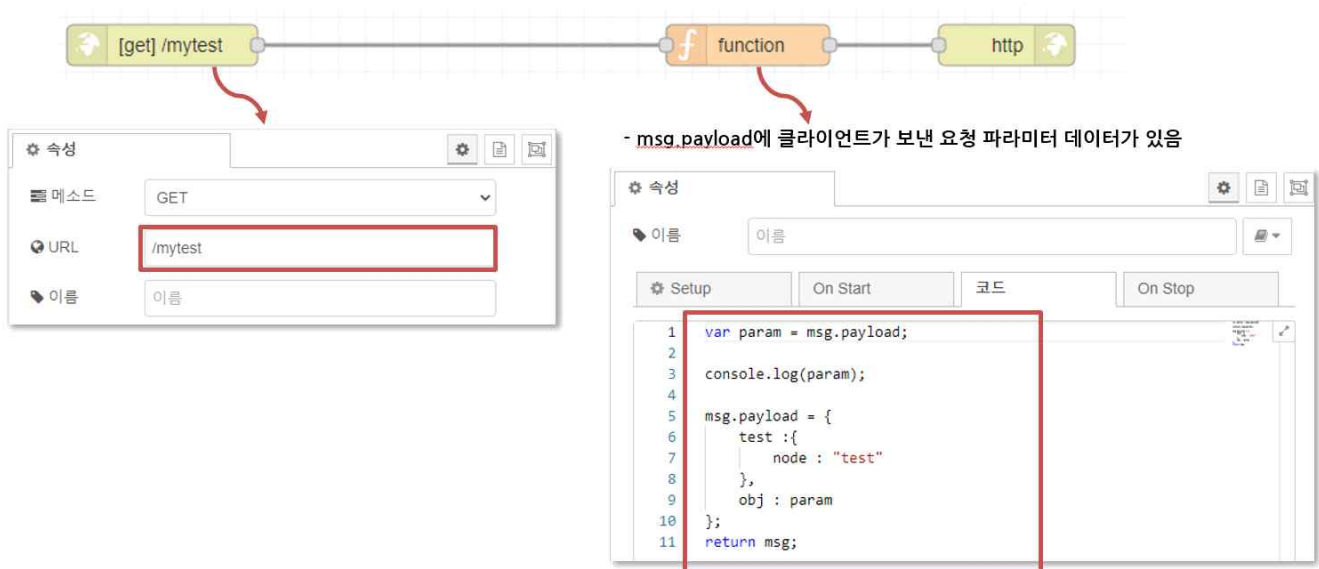 [get] /mytest
function
http
속성
메소드
GET
URL
/mytest
이름
이름
- msg.payload에 클라이언트가 보낸 요청 파라미터 데이터가 있음
속성
이름
이름
Setup
On Start
코드
On Stop
1 var param = msg.payload;
2
3 console.log(param);
4
5 msg.payload = {
6 test :{
7 node : "test"
8 },
9 obj : param
10 };
11 return msg;